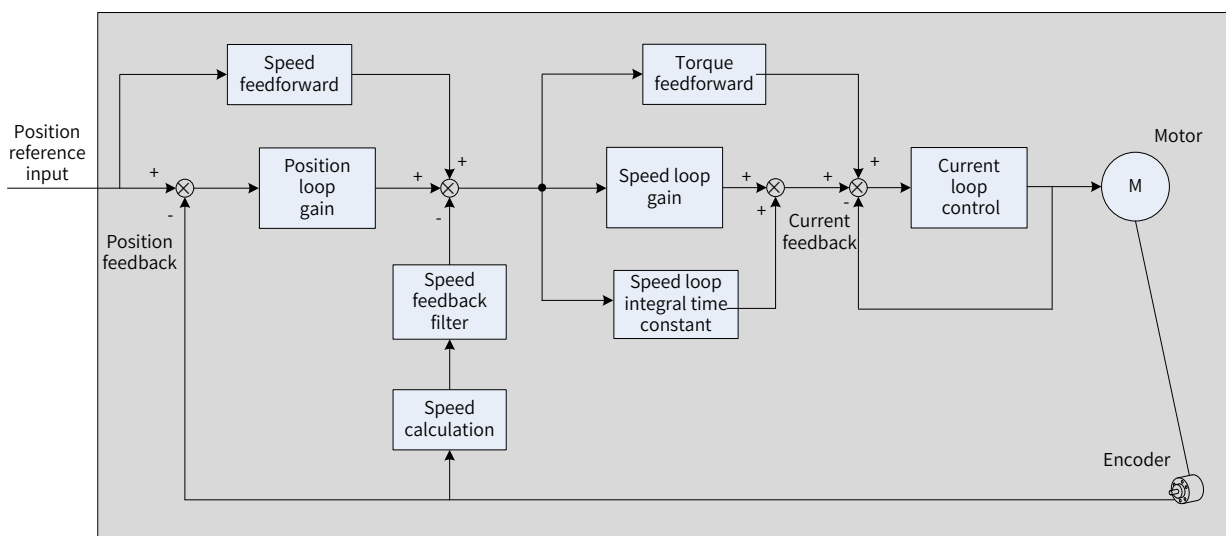 Speed
feedforward
Torque
feedforward
Position
reference
input
Motor
+
+
+
-
Position
loop
gain
+
-
Speed loop
gain
+
+
+
+
-
Current
feedback
Current
loop
control
M
Position
feedback
Speed
feedback
filter
Speed loop
integral time
constant
Speed
calculation
Encoder